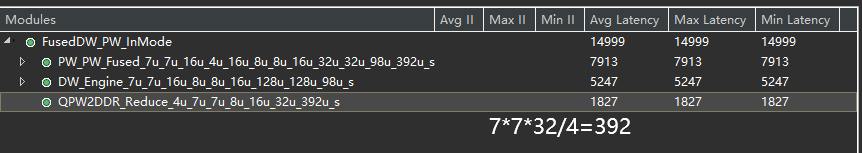 Modules Avg II Max II Min II Avg Latency Max Latency Min Latency
FusedDW_PW_InMode 14999 14999 14999
PW_PW_Fused_7u_7u_16u_4u_16u_8u_8u_16u_32u_32u_98u_392u_s 7913 7913 7913
DW_Engine_7u_7u_16u_8u_8u_16u_128u_128u_98u_s 5247 5247 5247
QPW2DDR_Reduce_4u_7u_7u_8u_16u_32u_392u_s 1827 1827 1827
7*7*32/4=392